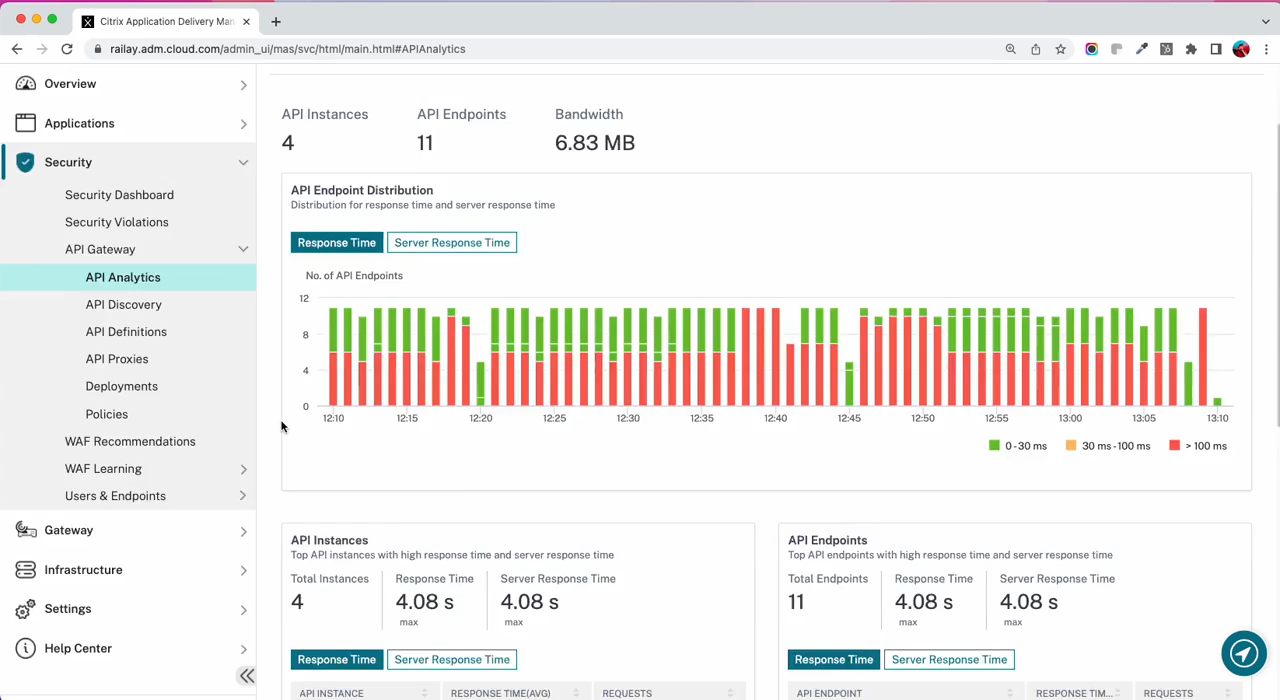 Citrix Application Delivery Man
railay.adm.cloud.com/admin_ui/mas/svc/html/main.html#APIAnalytics
Overview
Applications
Security
Security Dashboard
Security Violations
API Gateway
API Analytics
API Discovery
API Definitions
API Proxies
Deployments
Policies
WAF Recommendations
WAF Learning
Users & Endpoints
Gateway
Infrastructure
Settings
Help Center
API Instances API Endpoints Bandwidth
4 11 6.83 MB
API Endpoint Distribution
Distribution for response time and server response time
Response Time Server Response Time
No. of API Endpoints
12
8
4
0
12:10 12:15 12:20 12:25 12:30 12:35 12:40 12:45 12:50 12:55 13:00 13:05 13:10
0-30 ms 30 ms-100 ms > 100 ms
API Instances
Top API instances with high response time and server response time
Total Instances Response Time Server Response Time
4 4.08 s 4.08 s
max max
Response Time Server Response Time
API INSTANCE RESPONSE TIME(AVG) REQUESTS
API Endpoints
Top API endpoints with high response time and server response time
Total Endpoints Response Time Server Response Time
11 4.08 s 4.08 s
max max
Response Time Server Response Time
API ENDPOINT RESPONSE TIM... REQUESTS